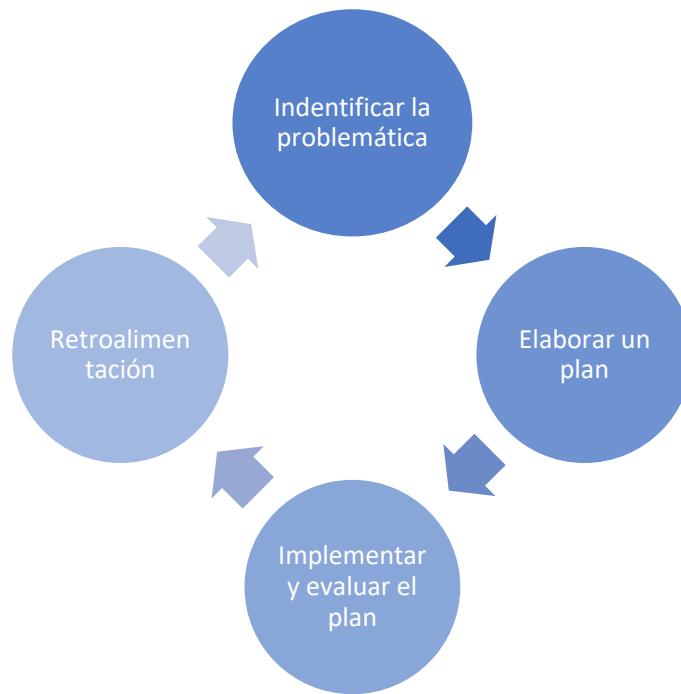 Indentificar la
problemática
Elaborar un
plan
Implementar
y evaluar el
plan
Retroalimen
tación